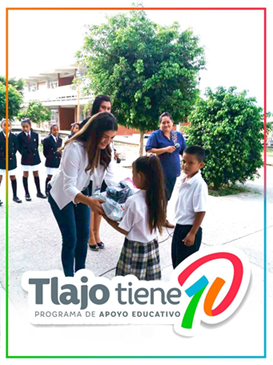 Tlajo tiene 10
PROGRAMA DE APOYO EDUCATIVO